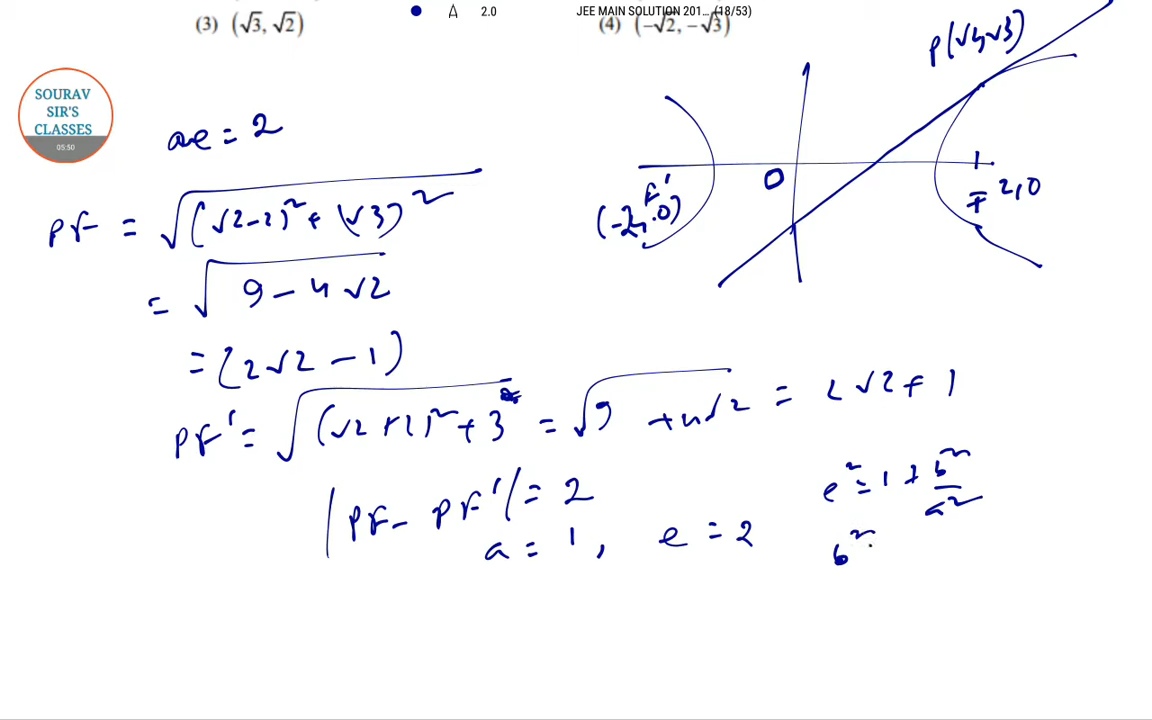 2.0 JEE MAIN SOLUTION 201... (18/53)
(3) (√3, √2) (4) (-√2, -√3)
P(√2,√3)
SOURAV
SIR'S
CLASSES
05:50
ae = 2
O
F'
(-2, 0)
F 2,0
PF = √(√2-2)² + (√3)²
= √9 - 4√2
= (2√2 - 1)
PF' = √(√2+2)² + 3 = √9 + 4√2 = 2√2 + 1
|PF - PF'| = 2
e² = 1 + b²/a²
a = 1, e = 2
b²